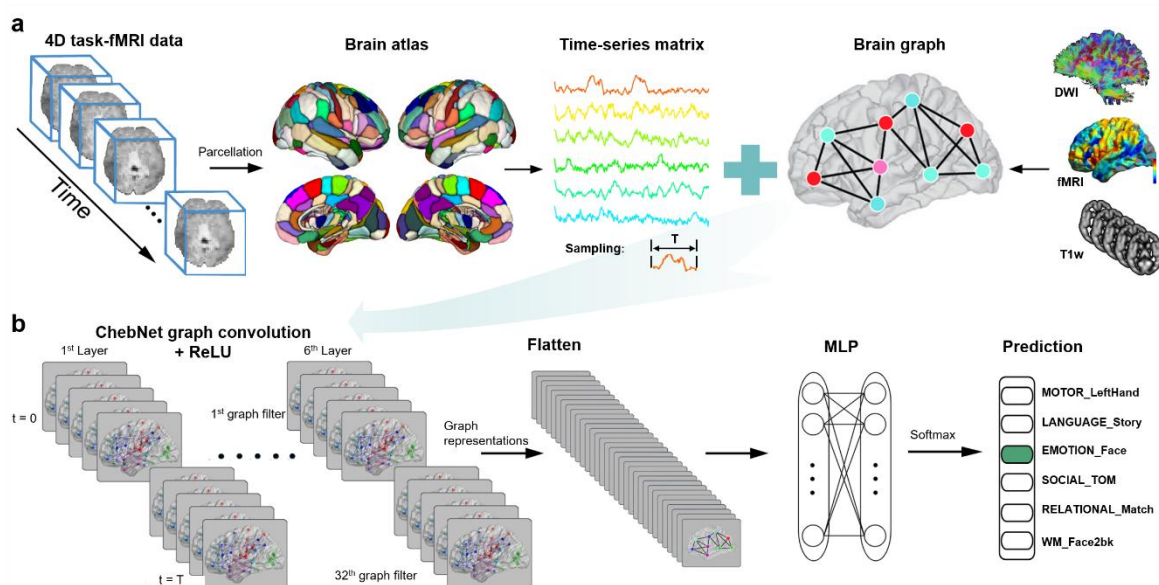 a
4D task-fMRI data
Time
Parcellation
Brain atlas
Time-series matrix
Sampling:
T
Brain graph
DWI
fMRI
T1w
b
ChebNet graph convolution
+ ReLU
1st Layer
6th Layer
t = 0
t = T
1st graph filter
32th graph filter
Graph
representations
Flatten
MLP
Softmax
Prediction
MOTOR_LeftHand
LANGUAGE_Story
EMOTION_Face
SOCIAL_TOM
RELATIONAL_Match
WM_Face2bk